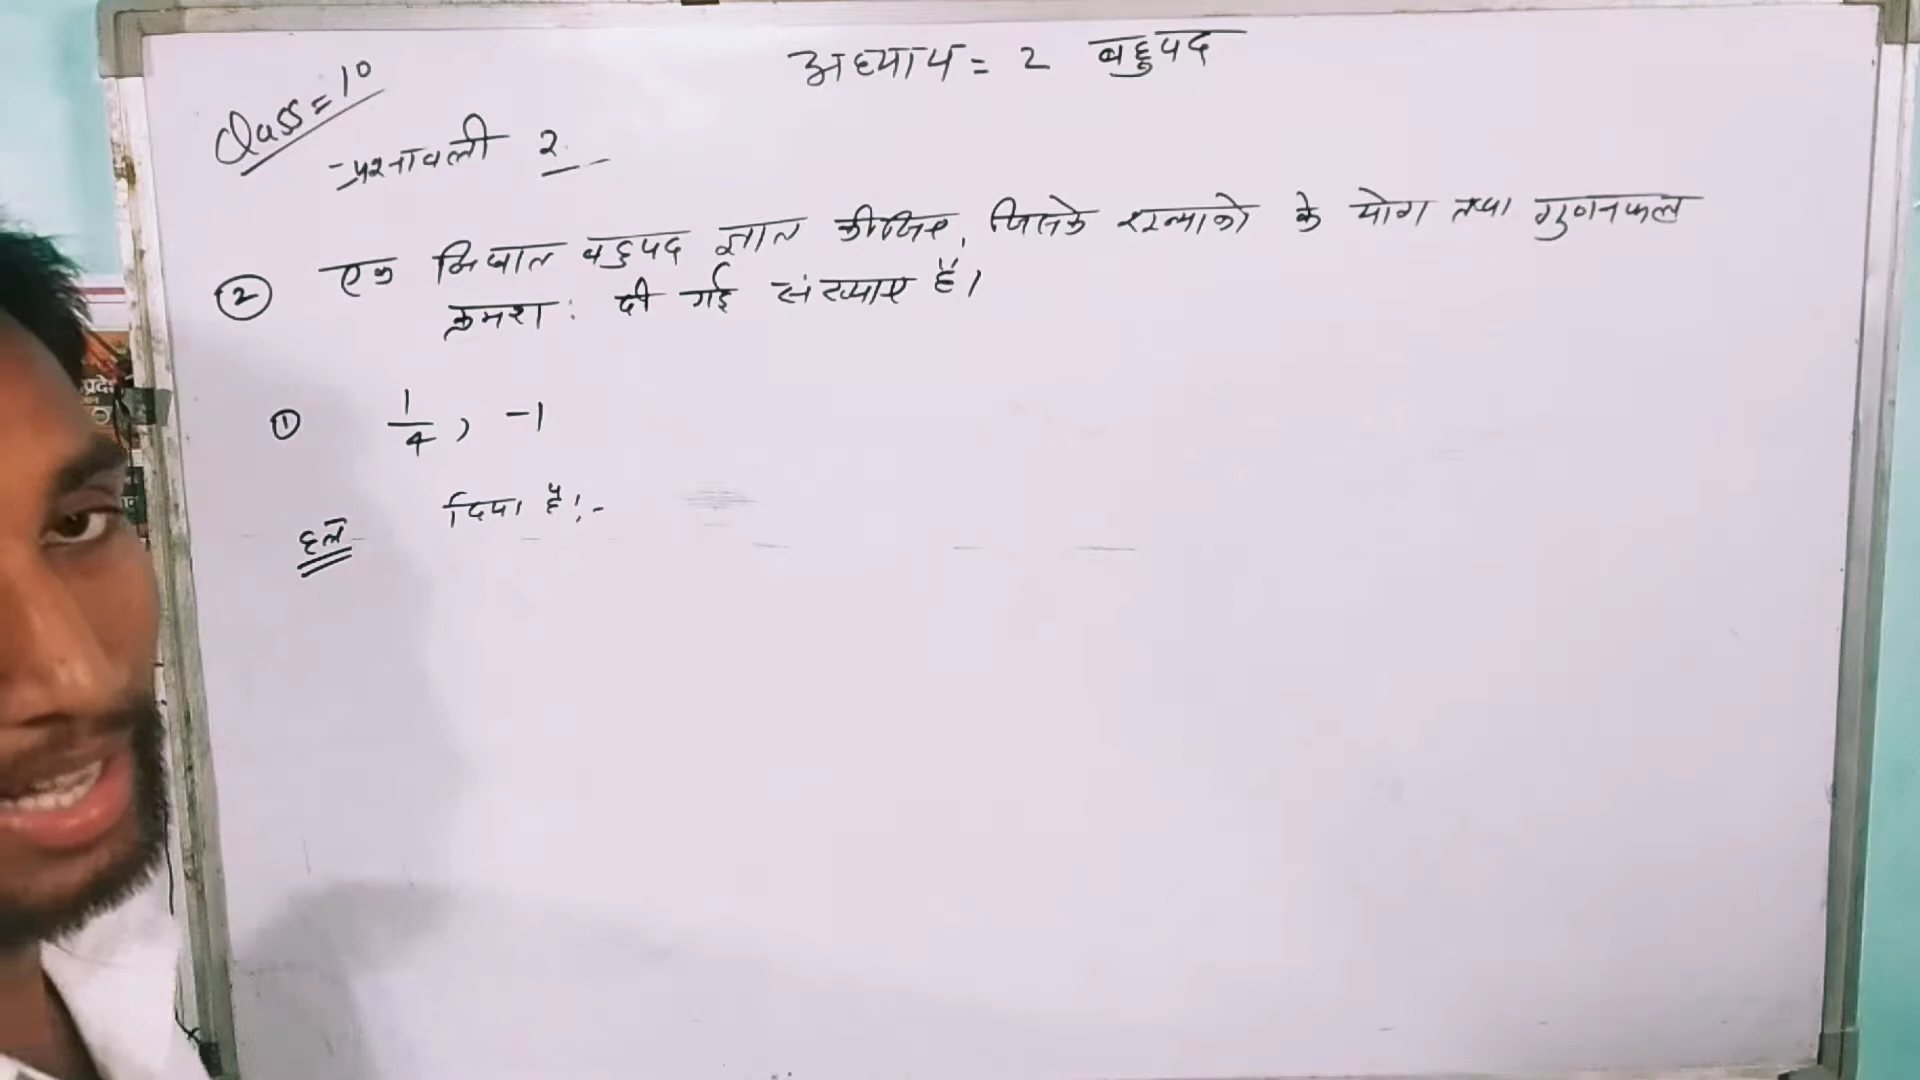 अध्याय = 2 बहुपद
Class = 10
प्रश्नावली 2.
② एक द्विघात बहुपद ज्ञात कीजिए, जिसके शून्यकों के योग तथा गुणनफल
क्रमशः दी गई संख्याएं हैं।
① 1/4, -1
हल दिया है:-
प्रदे